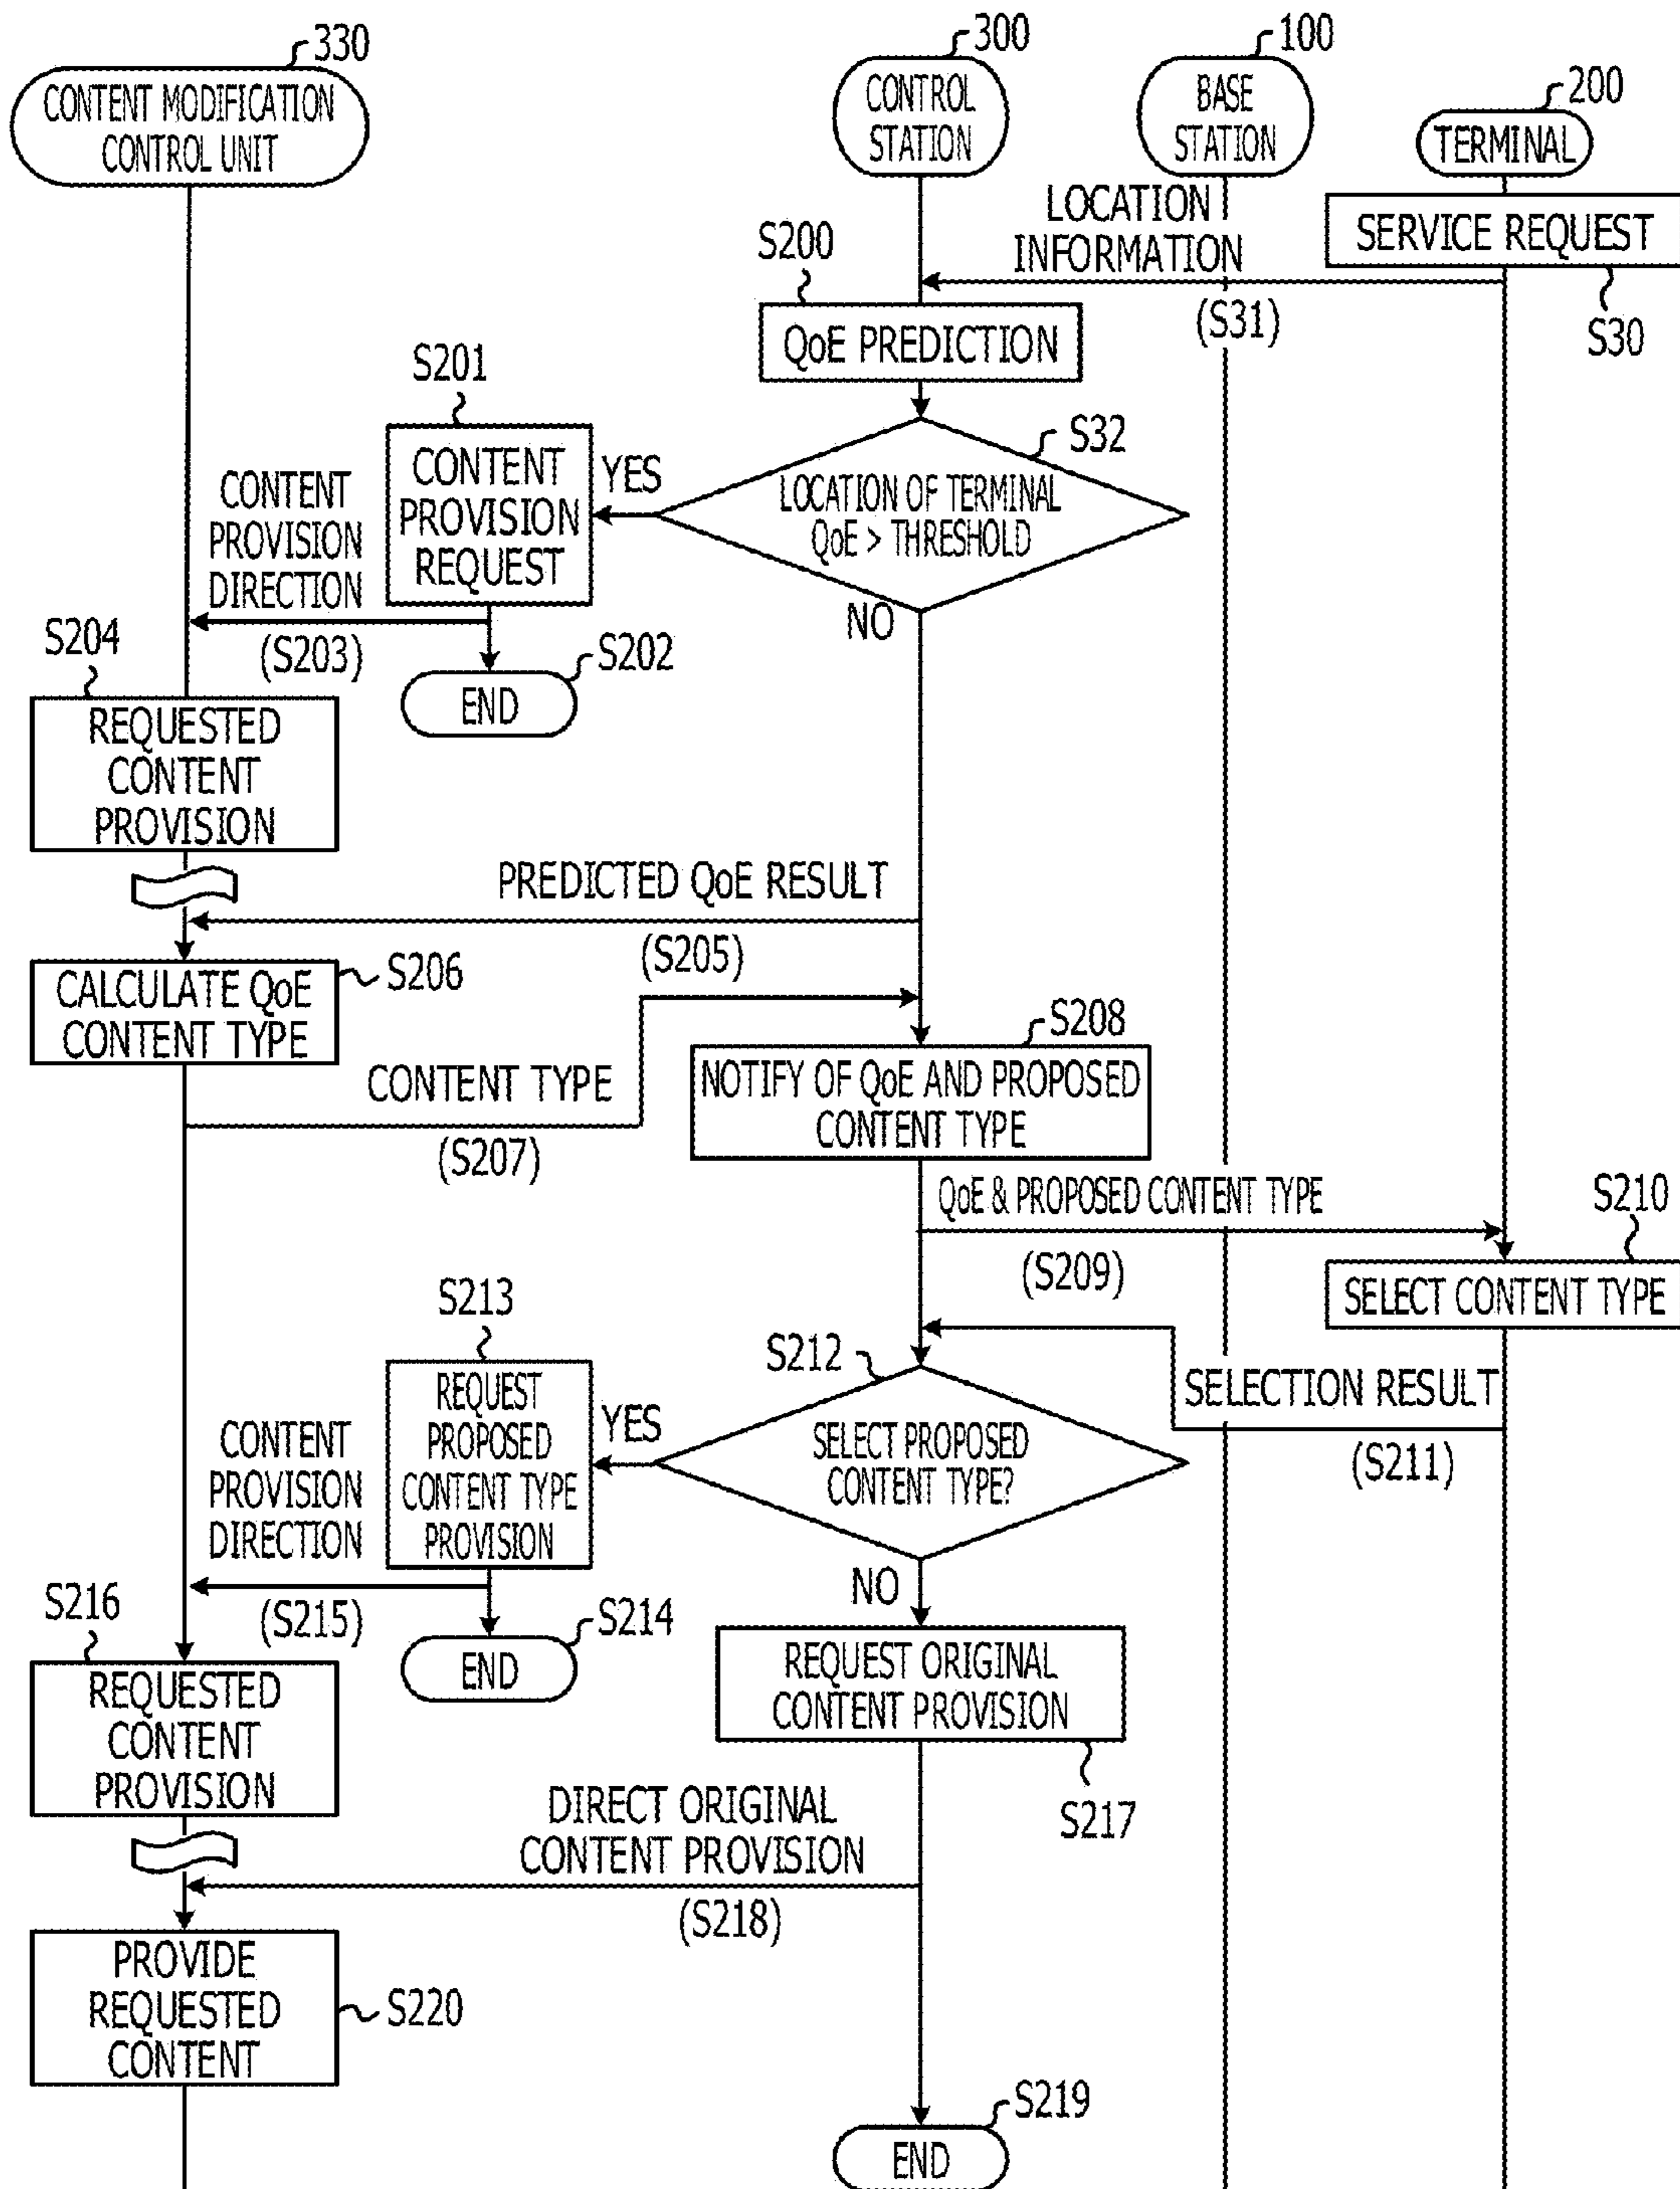 330
CONTENT MODIFICATION
CONTROL UNIT
300
CONTROL
STATION
100
BASE
STATION
200
TERMINAL
SERVICE REQUEST
S30
LOCATION
INFORMATION
(S31)
S200
QoE PREDICTION
S32
LOCATION OF TERMINAL
QoE > THRESHOLD
YES
NO
S201
CONTENT
PROVISION
REQUEST
CONTENT
PROVISION
DIRECTION
(S203)
S202
END
S204
REQUESTED
CONTENT
PROVISION
PREDICTED QoE RESULT
(S205)
CALCULATE QoE
CONTENT TYPE
S206
CONTENT TYPE
(S207)
S208
NOTIFY OF QoE AND PROPOSED
CONTENT TYPE
QoE & PROPOSED CONTENT TYPE
(S209)
S210
SELECT CONTENT TYPE
SELECTION RESULT
(S211)
S212
SELECT PROPOSED
CONTENT TYPE?
YES
NO
S213
REQUEST
PROPOSED
CONTENT TYPE
PROVISION
CONTENT
PROVISION
DIRECTION
(S215)
S214
END
S216
REQUESTED
CONTENT
PROVISION
REQUEST ORIGINAL
CONTENT PROVISION
S217
DIRECT ORIGINAL
CONTENT PROVISION
(S218)
PROVIDE
REQUESTED
CONTENT
S220
S219
END